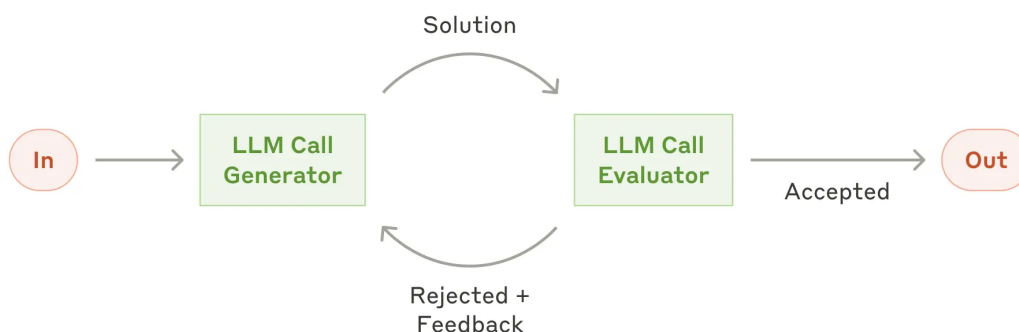 Solution
In
LLM Call
Generator
LLM Call
Evaluator
Out
Accepted
Rejected +
Feedback